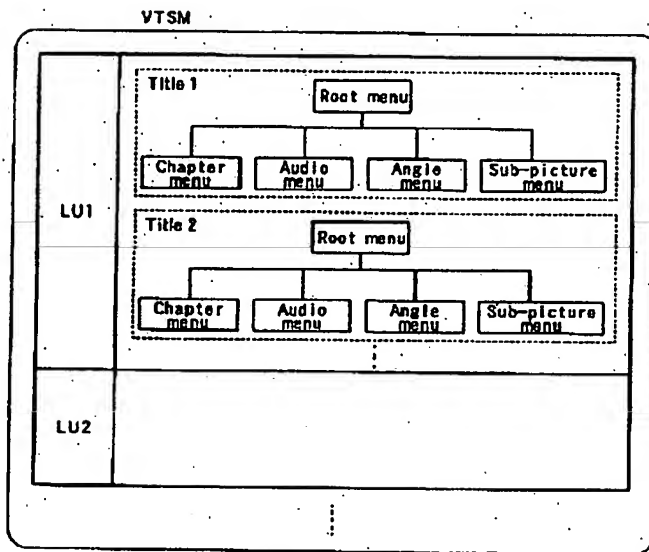 VTSM
LU1
Title 1
Root menu
Chapter
menu
Audio
menu
Angle
menu
Sub-picture
menu
Title 2
Root menu
Chapter
menu
Audio
menu
Angle
menu
Sub-picture
menu
LU2